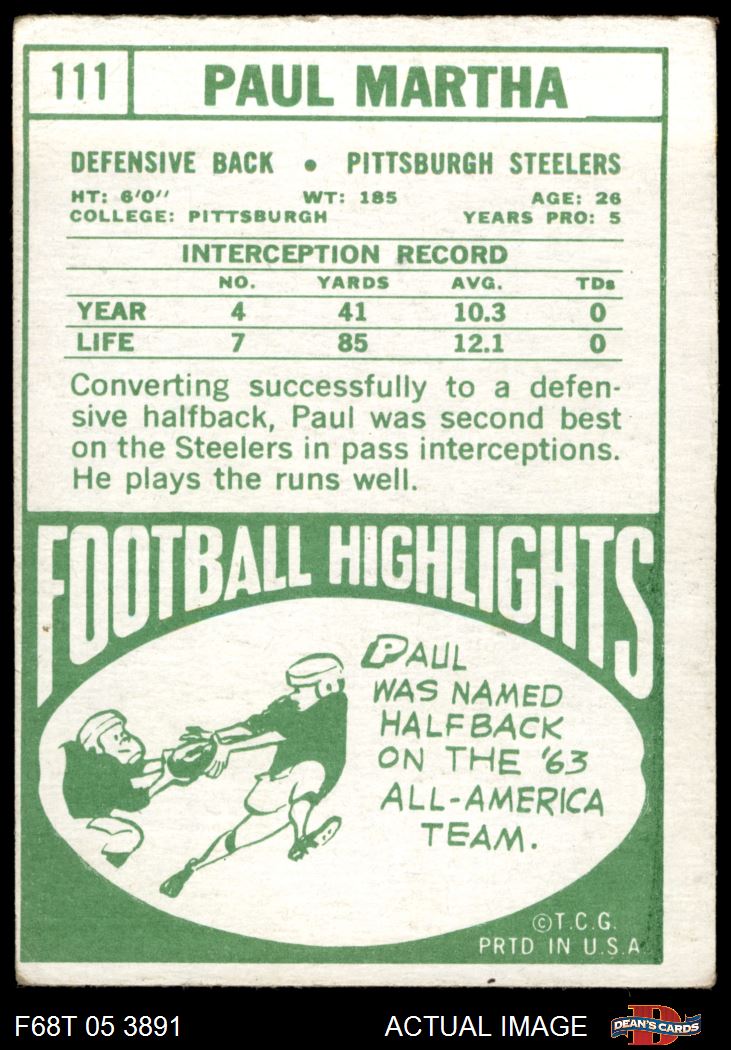 111 PAUL MARTHA
DEFENSIVE BACK • PITTSBURGH STEELERS
HT: 6'0" WT: 185 AGE: 26
COLLEGE: PITTSBURGH YEARS PRO: 5
INTERCEPTION RECORD
NO. YARDS AVG. TDs
YEAR 4 41 10.3 0
LIFE 7 85 12.1 0
Converting successfully to a defen-
sive halfback, Paul was second best
on the Steelers in pass interceptions.
He plays the runs well.
FOOTBALL HIGHLIGHTS
PAUL
WAS NAMED
HALFBACK
ON THE '63
ALL-AMERICA
TEAM.
©T.C.G.
PRTD IN U.S.A.
F68T 05 3891 ACTUAL IMAGE
D
DEAN'S CARDS